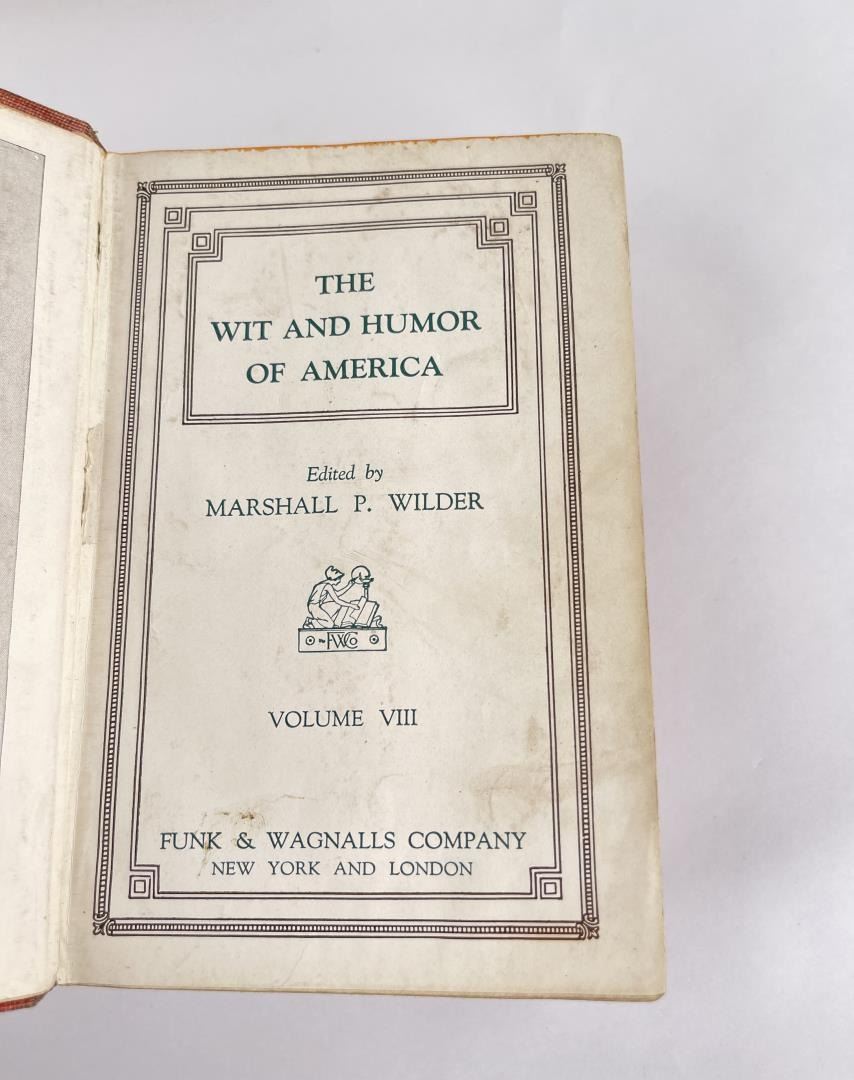 THE
WIT AND HUMOR
OF AMERICA
Edited by
MARSHALL P. WILDER
THE FWCo
VOLUME VIII
FUNK & WAGNALLS COMPANY
NEW YORK AND LONDON